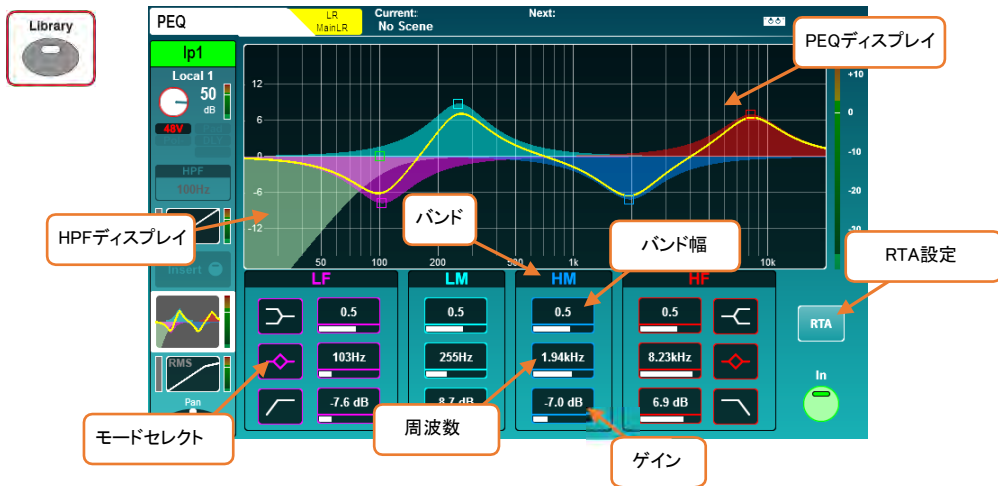 Library
PEQ
LR
MainLR
Current:
No Scene
Next:
PEQディスプレイ
Ip1
Local 1
50
dB
48V
HPF
100Hz
Insert
RMS
Pan
12
6
0
-6
-12
50
100
200
500
1k
10k
+10
0
-10
-20
-30
HPFディスプレイ
バンド
バンド幅
RTA設定
LF
LM
HM
HF
0.5
0.5
0.5
0.5
103Hz
255Hz
1.94kHz
8.23kHz
-7.6 dB
8.7 dB
-7.0 dB
6.9 dB
RTA
In
モードセレクト
周波数
ゲイン